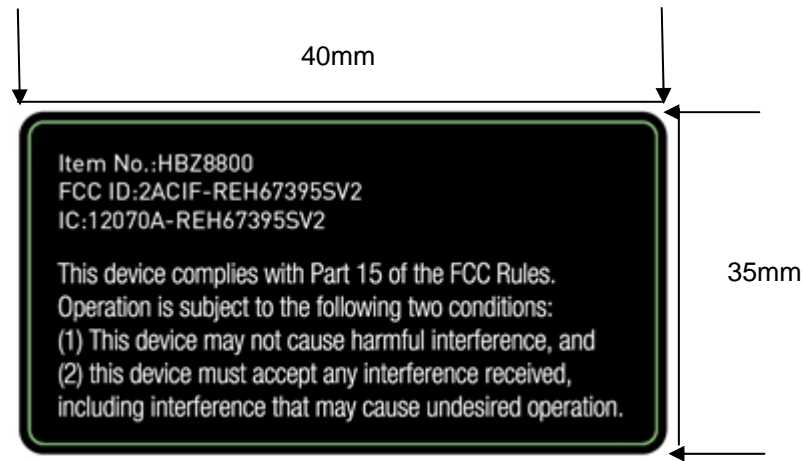 40mm
Item No.:HBZ8800
FCC ID:2ACIF-REH67395SV2
IC:12070A-REH67395SV2
This device complies with Part 15 of the FCC Rules.
Operation is subject to the following two conditions:
(1) This device may not cause harmful interference, and
(2) this device must accept any interference received,
including interference that may cause undesired operation.
35mm